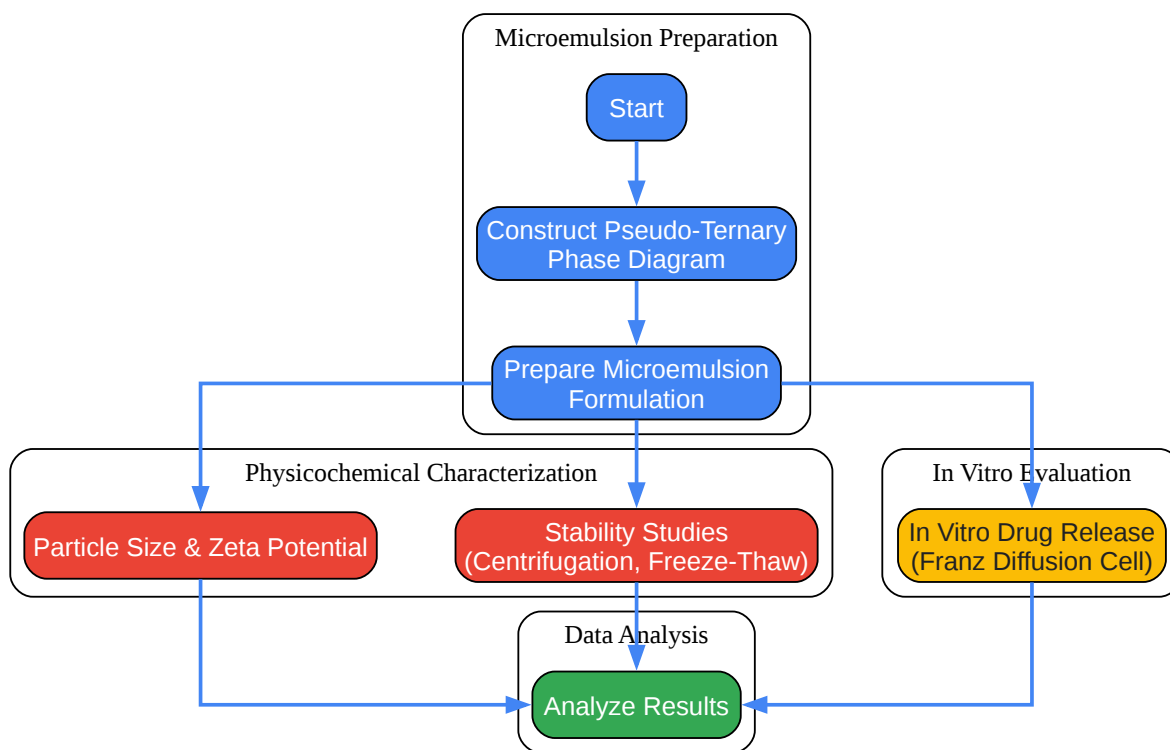 Microemulsion Preparation
Start
Construct Pseudo-Ternary
Phase Diagram
Prepare Microemulsion
Formulation
Physicochemical Characterization
Particle Size & Zeta Potential
Stability Studies
(Centrifugation, Freeze-Thaw)
In Vitro Evaluation
In Vitro Drug Release
(Franz Diffusion Cell)
Data Analysis
Analyze Results